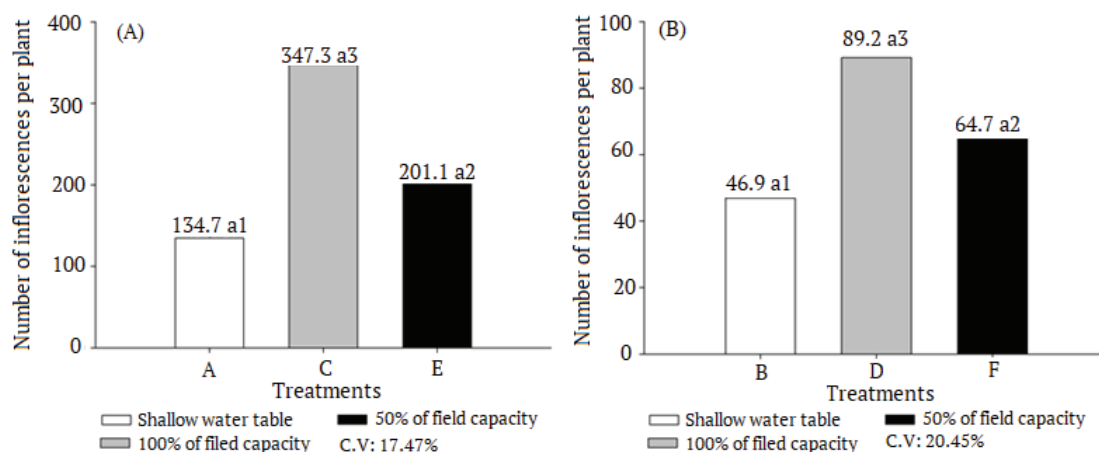 (A)
Number of inflorescences per plant
400
300
200
100
0
134.7 a1
347.3 a3
201.1 a2
A
C
E
Treatments
Shallow water table
50% of field capacity
100% of filed capacity
C.V: 17.47%
(B)
Number of inflorescences per plant
100
80
60
40
20
0
46.9 a1
89.2 a3
64.7 a2
B
D
F
Treatments
Shallow water table
50% of field capacity
100% of filed capacity
C.V: 20.45%